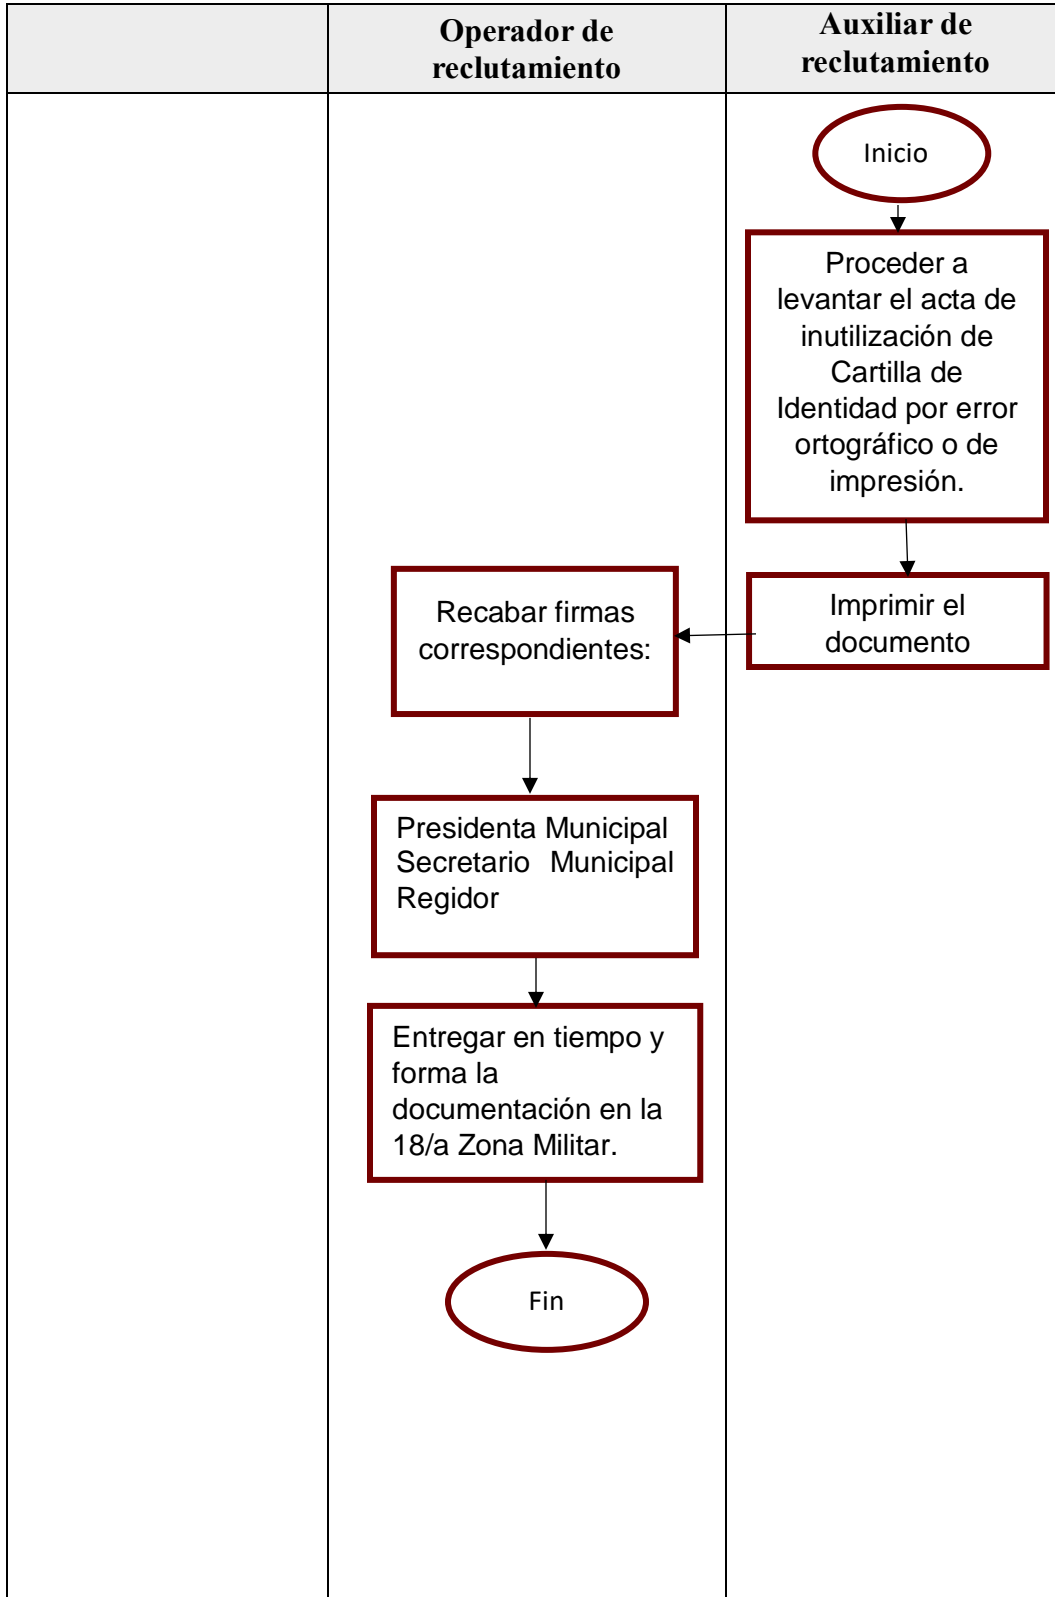 Operador de
reclutamiento
Auxiliar de
reclutamiento
Inicio
Proceder a
levantar el acta de
inutilización de
Cartilla de
Identidad por error
ortográfico o de
impresión.
Imprimir el
documento
Recabar firmas
correspondientes:
Presidenta Municipal
Secretario Municipal
Regidor
Entregar en tiempo y
forma la
documentación en la
18/a Zona Militar.
Fin